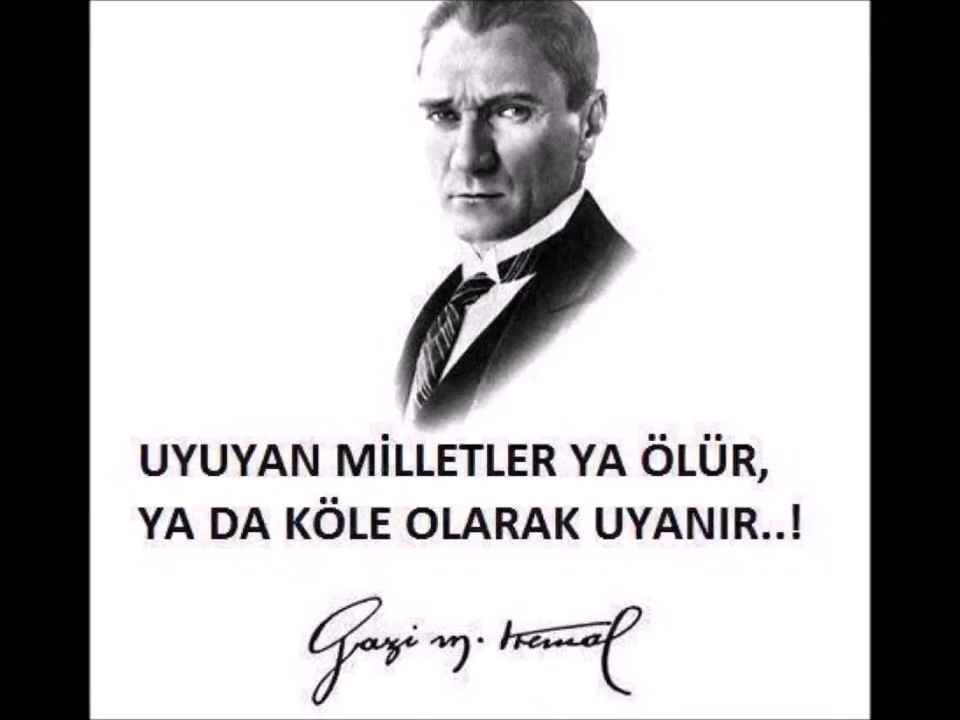 UYUYAN MİLLETLER YA ÖLÜR,
YA DA KÖLE OLARAK UYANIR..!
Gazi M. Kemal